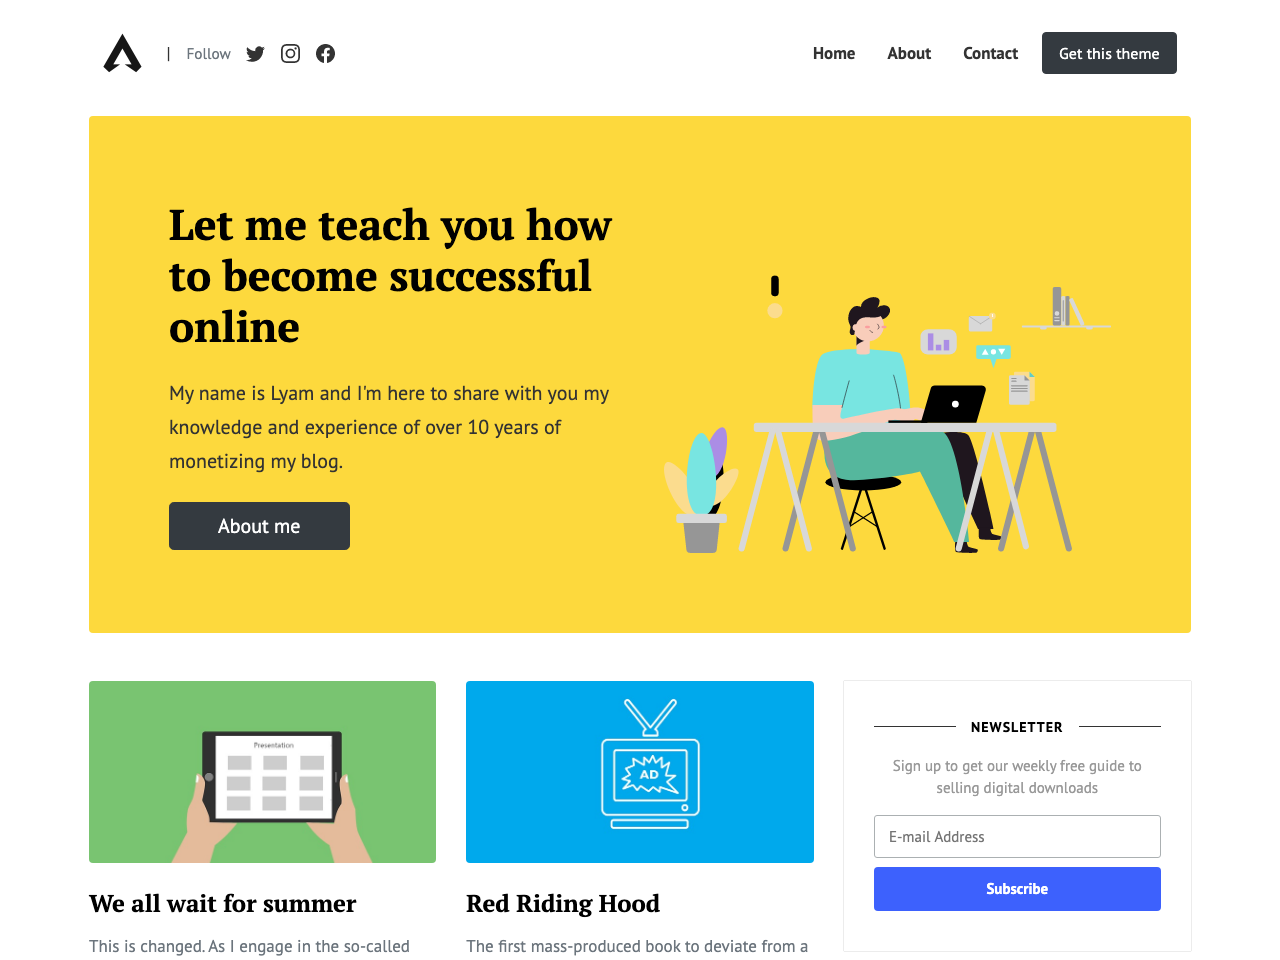 | Follow
Home About Contact Get this theme
Let me teach you how
to become successful
online
My name is Lyam and I'm here to share with you my
knowledge and experience of over 10 years of
monetizing my blog.
About me
Presentation
AD
We all wait for summer
This is changed. As I engage in the so-called
Red Riding Hood
The first mass-produced book to deviate from a
NEWSLETTER
Sign up to get our weekly free guide to
selling digital downloads
E-mail Address
Subscribe